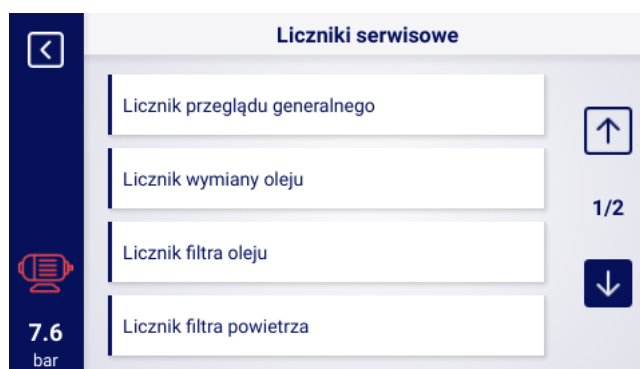 Liczniki serwisowe
Licznik przeglądu generalnego
Licznik wymiany oleju
1/2
Licznik filtra oleju
Licznik filtra powietrza
7.6
bar